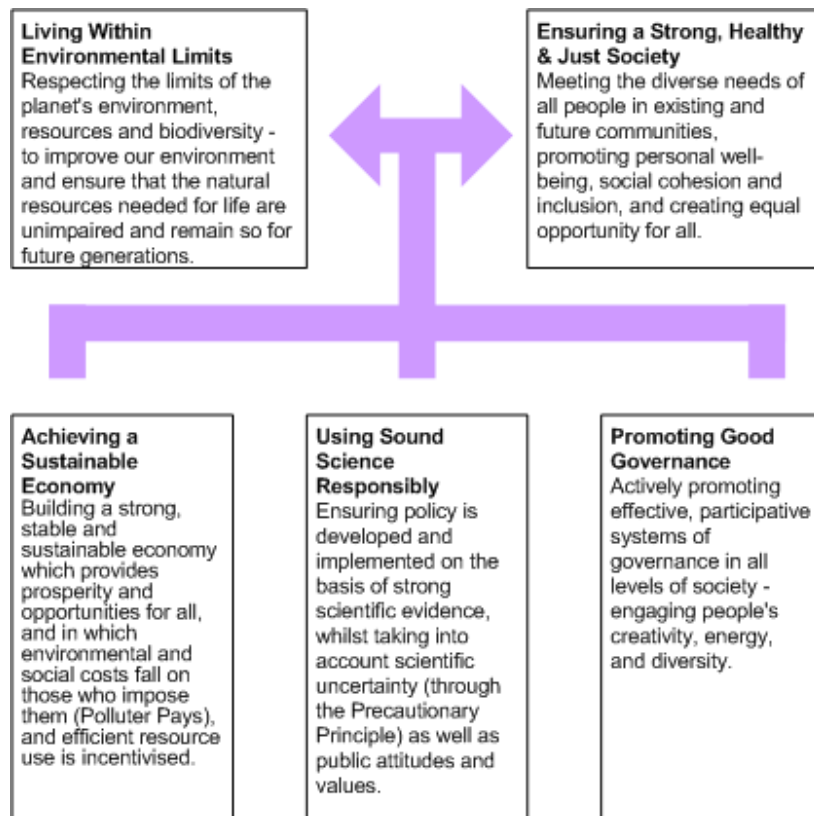 Living Within
Environmental Limits
Respecting the limits of the
planet's environment,
resources and biodiversity -
to improve our environment
and ensure that the natural
resources needed for life are
unimpaired and remain so for
future generations.
Ensuring a Strong, Healthy
& Just Society
Meeting the diverse needs of
all people in existing and
future communities,
promoting personal well-
being, social cohesion and
inclusion, and creating equal
opportunity for all.
Achieving a
Sustainable
Economy
Building a strong,
stable and
sustainable economy
which provides
prosperity and
opportunities for all,
and in which
environmental and
social costs fall on
those who impose
them (Polluter Pays),
and efficient resource
use is incentivised.
Using Sound
Science
Responsibly
Ensuring policy is
developed and
implemented on the
basis of strong
scientific evidence,
whilst taking into
account scientific
uncertainty (through
the Precautionary
Principle) as well as
public attitudes and
values.
Promoting Good
Governance
Actively promoting
effective, participative
systems of
governance in all
levels of society -
engaging people's
creativity, energy,
and diversity.